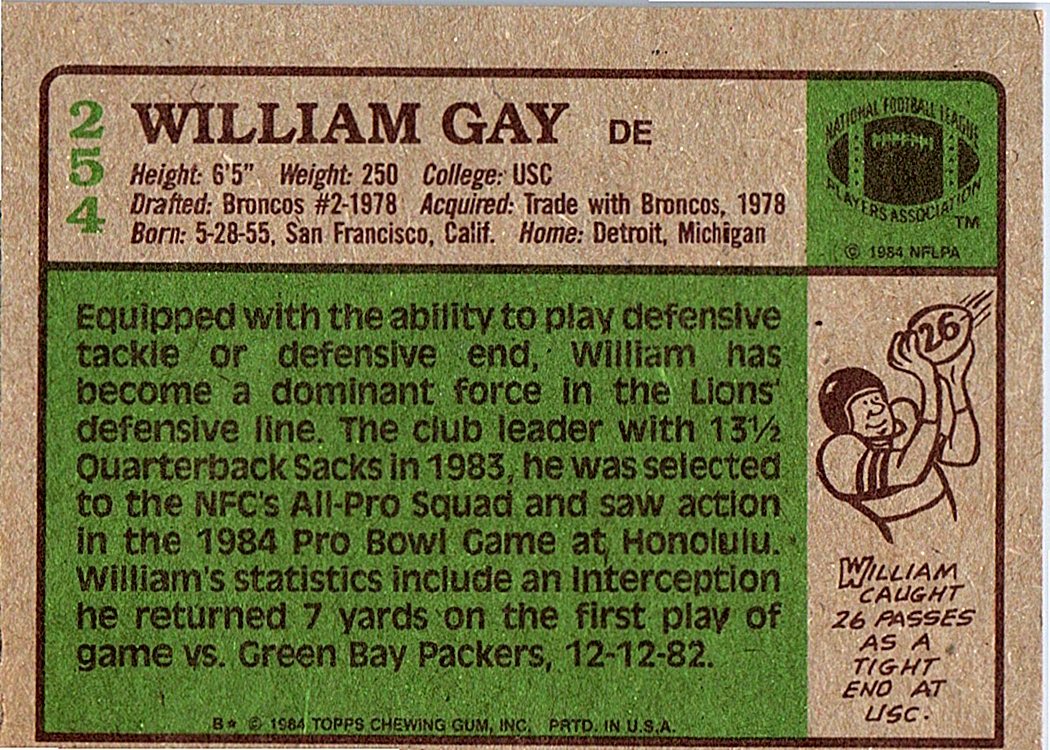 254
WILLIAM GAY DE
Height: 6'5" Weight: 250 College: USC
Drafted: Broncos #2-1978 Acquired: Trade with Broncos, 1978
Born: 5-28-55, San Francisco, Calif. Home: Detroit, Michigan
NATIONAL FOOTBALL LEAGUE
PLAYERS ASSOCIATION
TM
© 1984 NFLPA
Equipped with the ability to play defensive
tackle or defensive end, William has
become a dominant force in the Lions'
defensive line. The club leader with 13½
Quarterback Sacks in 1983, he was selected
to the NFC's All-Pro Squad and saw action
in the 1984 Pro Bowl Game at Honolulu.
William's statistics include an interception
he returned 7 yards on the first play of
game vs. Green Bay Packers, 12-12-82.
26
WILLIAM
CAUGHT
26 PASSES
AS A
TIGHT
END AT
USC.
B* © 1984 TOPPS CHEWING GUM, INC. PRTD. IN U.S.A.